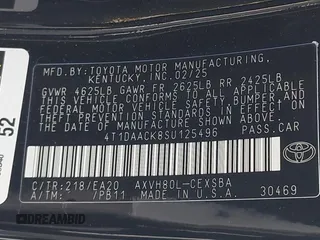 MFD. BY: TOYOTA MOTOR MANUFACTURING,
KENTUCKY, INC. 02/25
GVWR 4625LB GAWR FR 2625LB RR 2425LB
THIS VEHICLE CONFORMS TO ALL APPLICABLE
FEDERAL MOTOR VEHICLE SAFETY, BUMPER,
AND THEFT PREVENTION STANDARDS IN EFFECT ON
THE DATE OF MANUFACTURE SHOWN ABOVE.
4T1DAACK8SU125496 PASS. CAR
C/TR: 218/EA20 AXVH80L-CEXSBA
A/TM: /PB11 MADE IN U.S.A.
30469
TOYOTA
52
DREAMBID